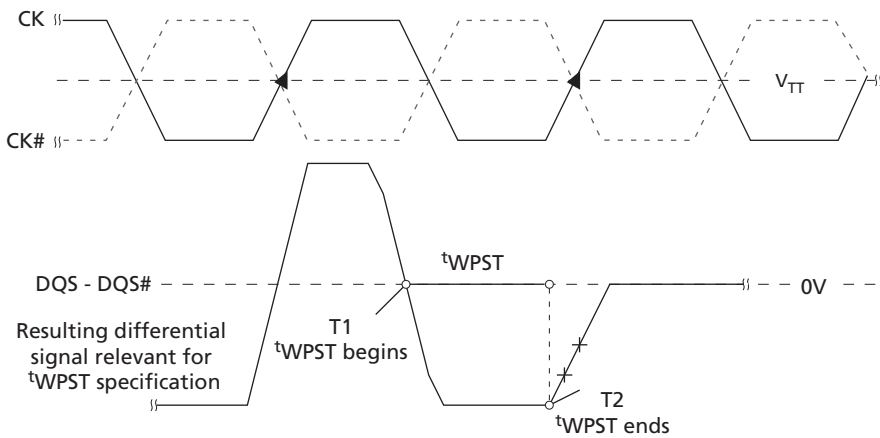 CK
V_TT
CK#
tWPST
DQS - DQS#
0V
T1
tWPST begins
Resulting differential
signal relevant for
tWPST specification
T2
tWPST ends